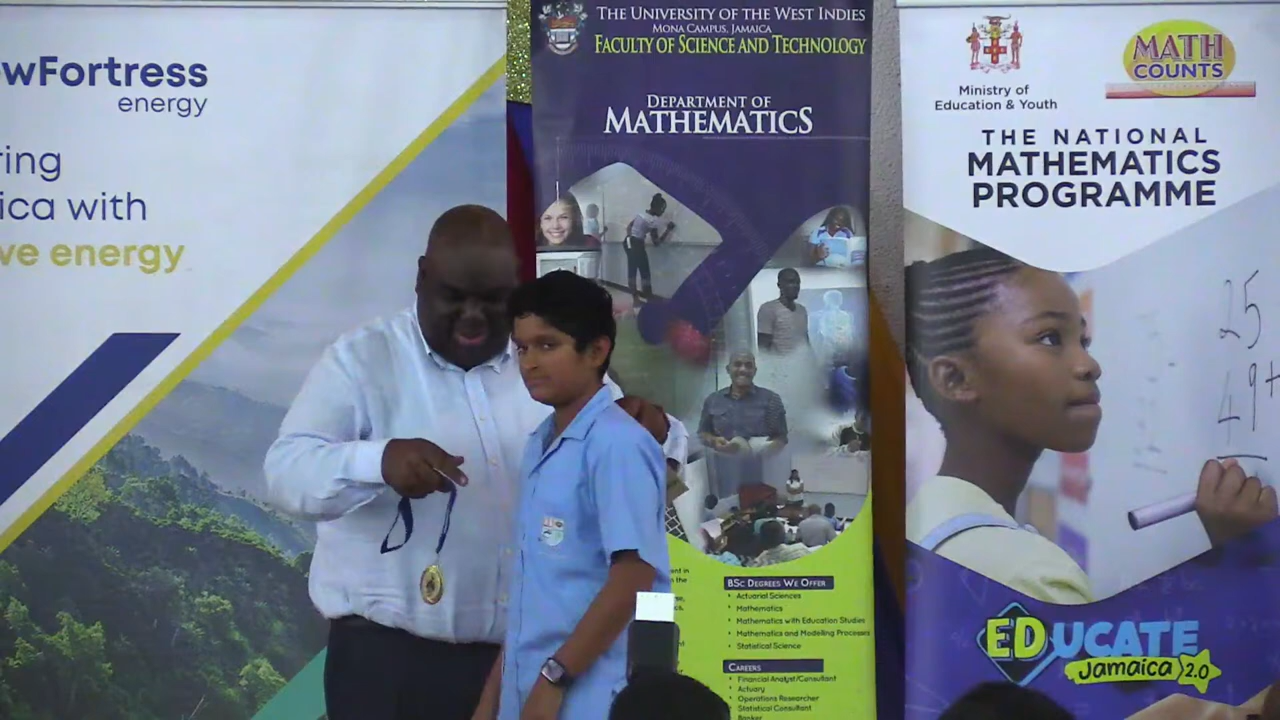 wFortress
energy
ring
ica with
ve energy
THE UNIVERSITY OF THE WEST INDIES
MONA CAMPUS, JAMAICA
FACULTY OF SCIENCE AND TECHNOLOGY
DEPARTMENT OF
MATHEMATICS
BSC DEGREES WE OFFER
Actuarial Sciences
Mathematics
Mathematics with Education Studies
Mathematics and Modelling Processes
Statistical Science
CAREERS
Financial Analyst/Consultant
Actuary
Operations Researcher
Statistical Consultant
Banker
Ministry of
Education & Youth
MATH
COUNTS
THE NATIONAL
MATHEMATICS
PROGRAMME
25
49+
EDUCATE
Jamaica 2.0